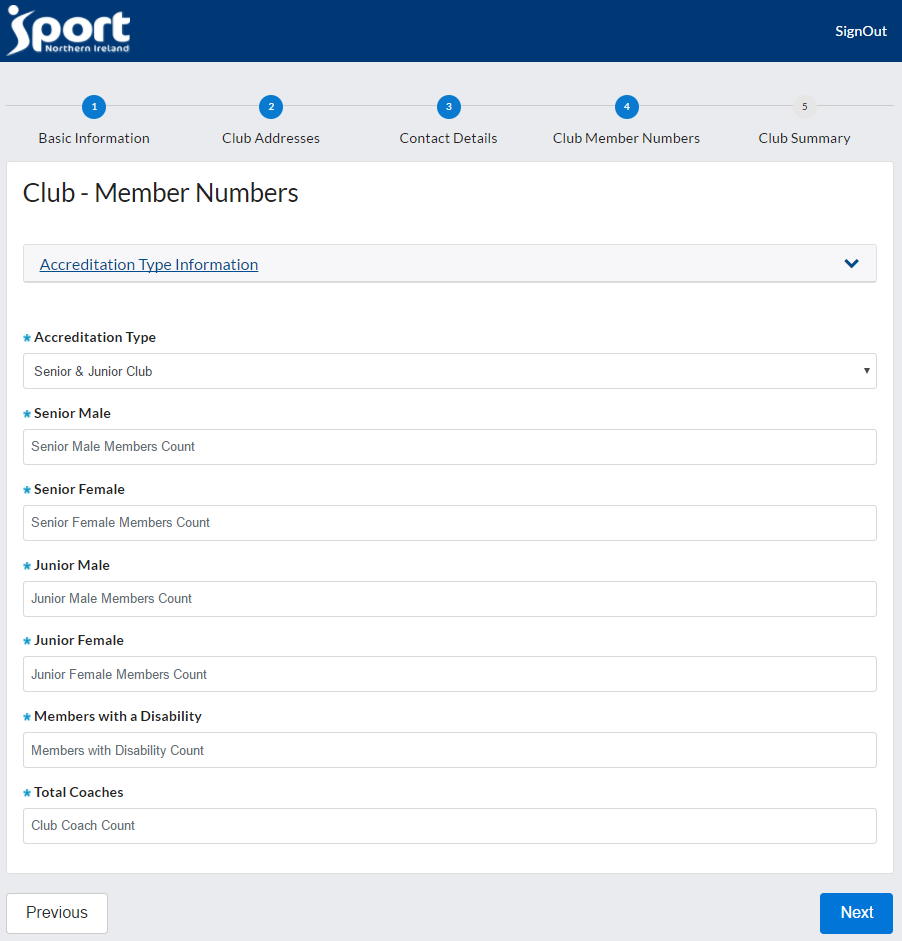 Sport
Northern Ireland
SignOut
1 2 3 4 5
Basic Information Club Addresses Contact Details Club Member Numbers Club Summary
Club - Member Numbers
Accreditation Type Information
* Accreditation Type
Senior & Junior Club
* Senior Male
Senior Male Members Count
* Senior Female
Senior Female Members Count
* Junior Male
Junior Male Members Count
* Junior Female
Junior Female Members Count
* Members with a Disability
Members with Disability Count
* Total Coaches
Club Coach Count
Previous Next